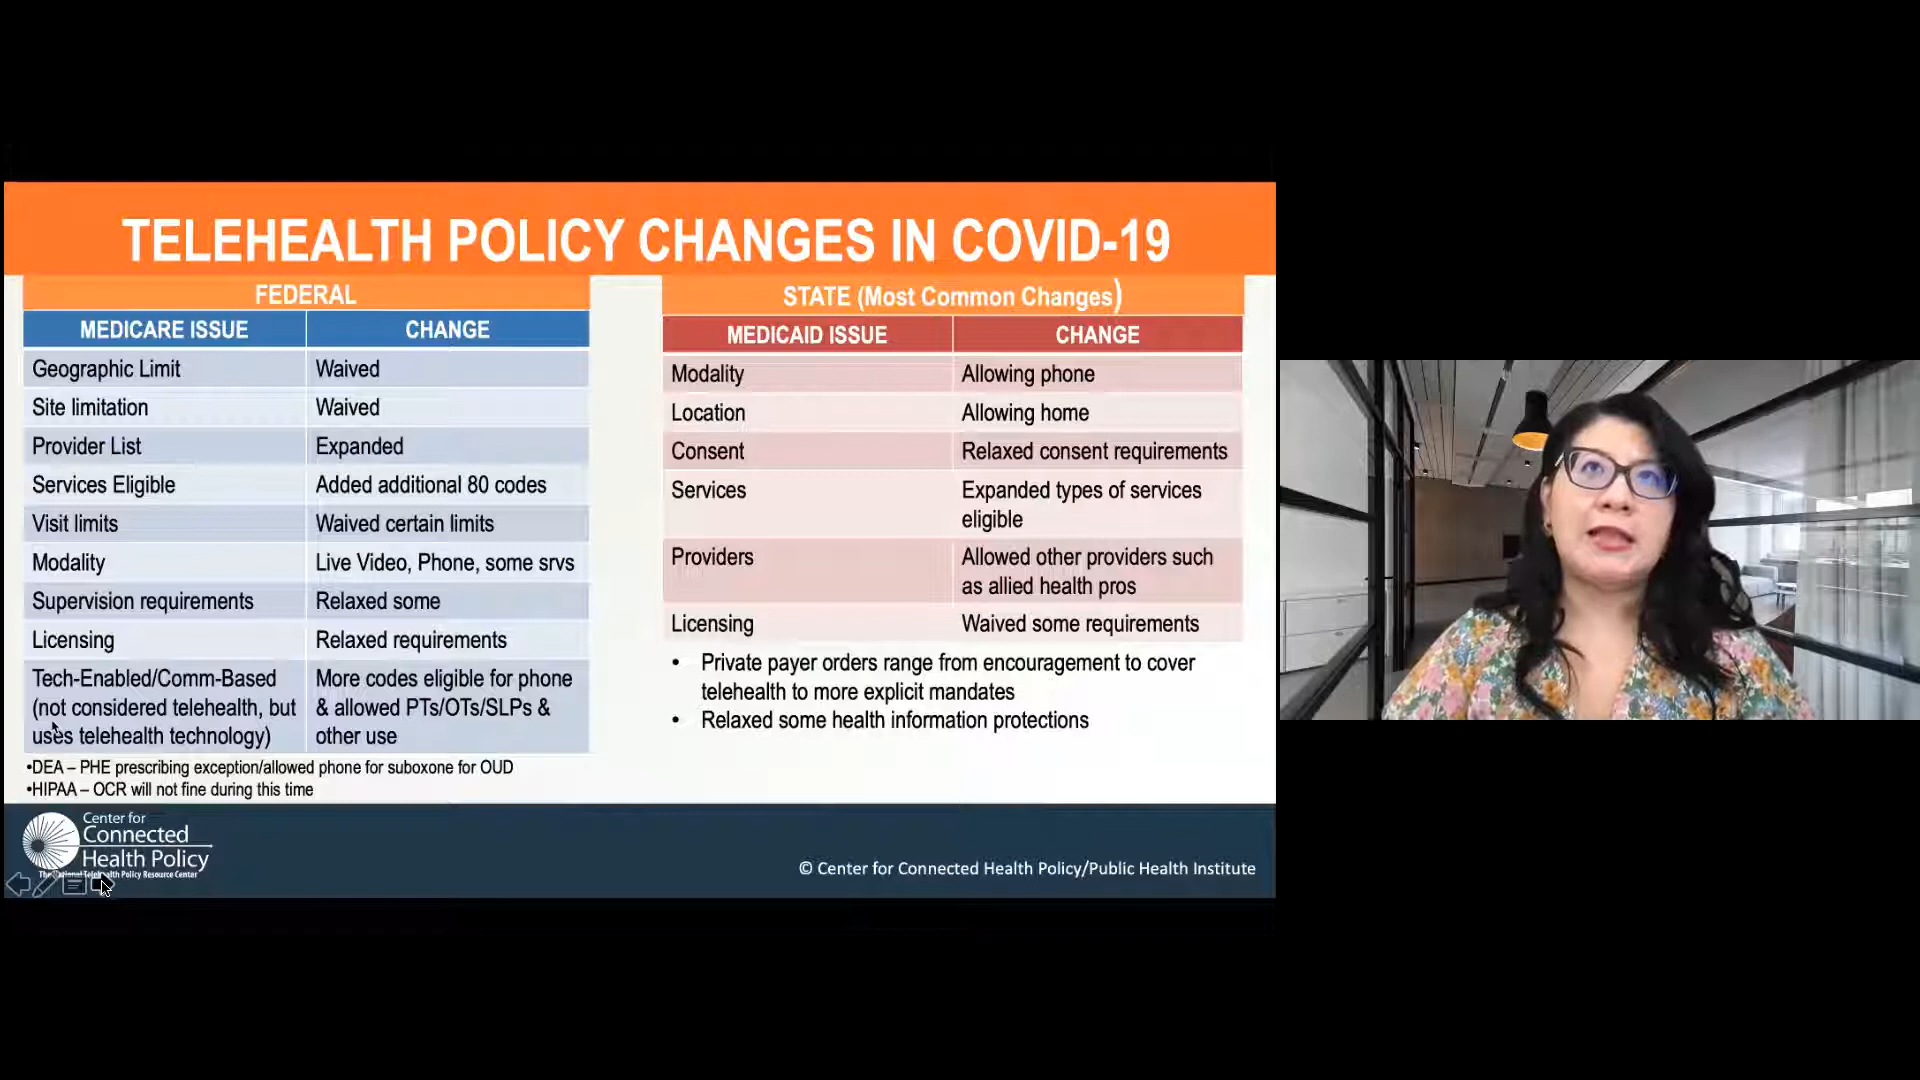 TELEHEALTH POLICY CHANGES IN COVID-19
FEDERAL
MEDICARE ISSUE CHANGE
Geographic Limit Waived
Site limitation Waived
Provider List Expanded
Services Eligible Added additional 80 codes
Visit limits Waived certain limits
Modality Live Video, Phone, some srvs
Supervision requirements Relaxed some
Licensing Relaxed requirements
Tech-Enabled/Comm-Based
(not considered telehealth, but
uses telehealth technology)
More codes eligible for phone
& allowed PTs/OTs/SLPs &
other use
•DEA – PHE prescribing exception/allowed phone for suboxone for OUD
•HIPAA – OCR will not fine during this time
STATE (Most Common Changes)
MEDICAID ISSUE CHANGE
Modality Allowing phone
Location Allowing home
Consent Relaxed consent requirements
Services Expanded types of services
eligible
Providers Allowed other providers such
as allied health pros
Licensing Waived some requirements
• Private payer orders range from encouragement to cover
telehealth to more explicit mandates
• Relaxed some health information protections
Center for
Connected
Health Policy
The National Telehealth Policy Resource Center
© Center for Connected Health Policy/Public Health Institute